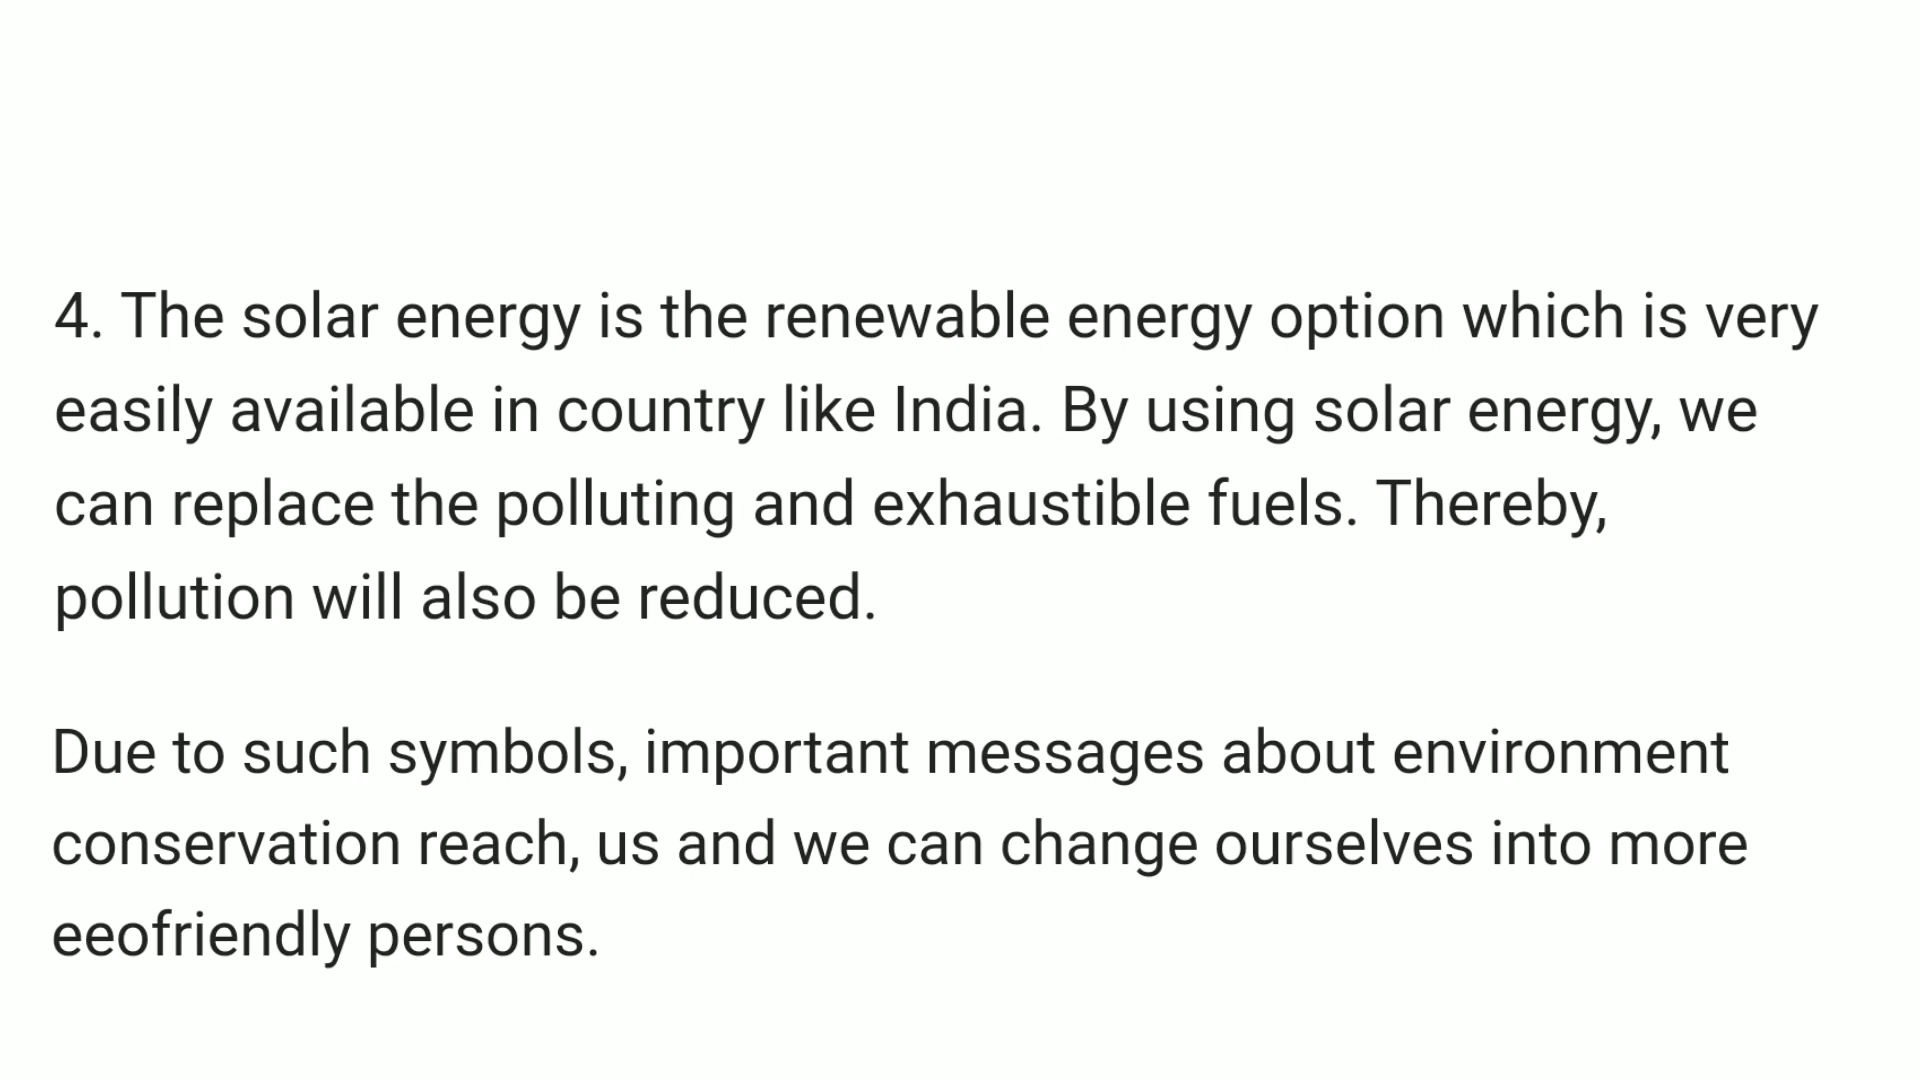 4. The solar energy is the renewable energy option which is very
easily available in country like India. By using solar energy, we
can replace the polluting and exhaustible fuels. Thereby,
pollution will also be reduced.
Due to such symbols, important messages about environment
conservation reach, us and we can change ourselves into more
eeofriendly persons.